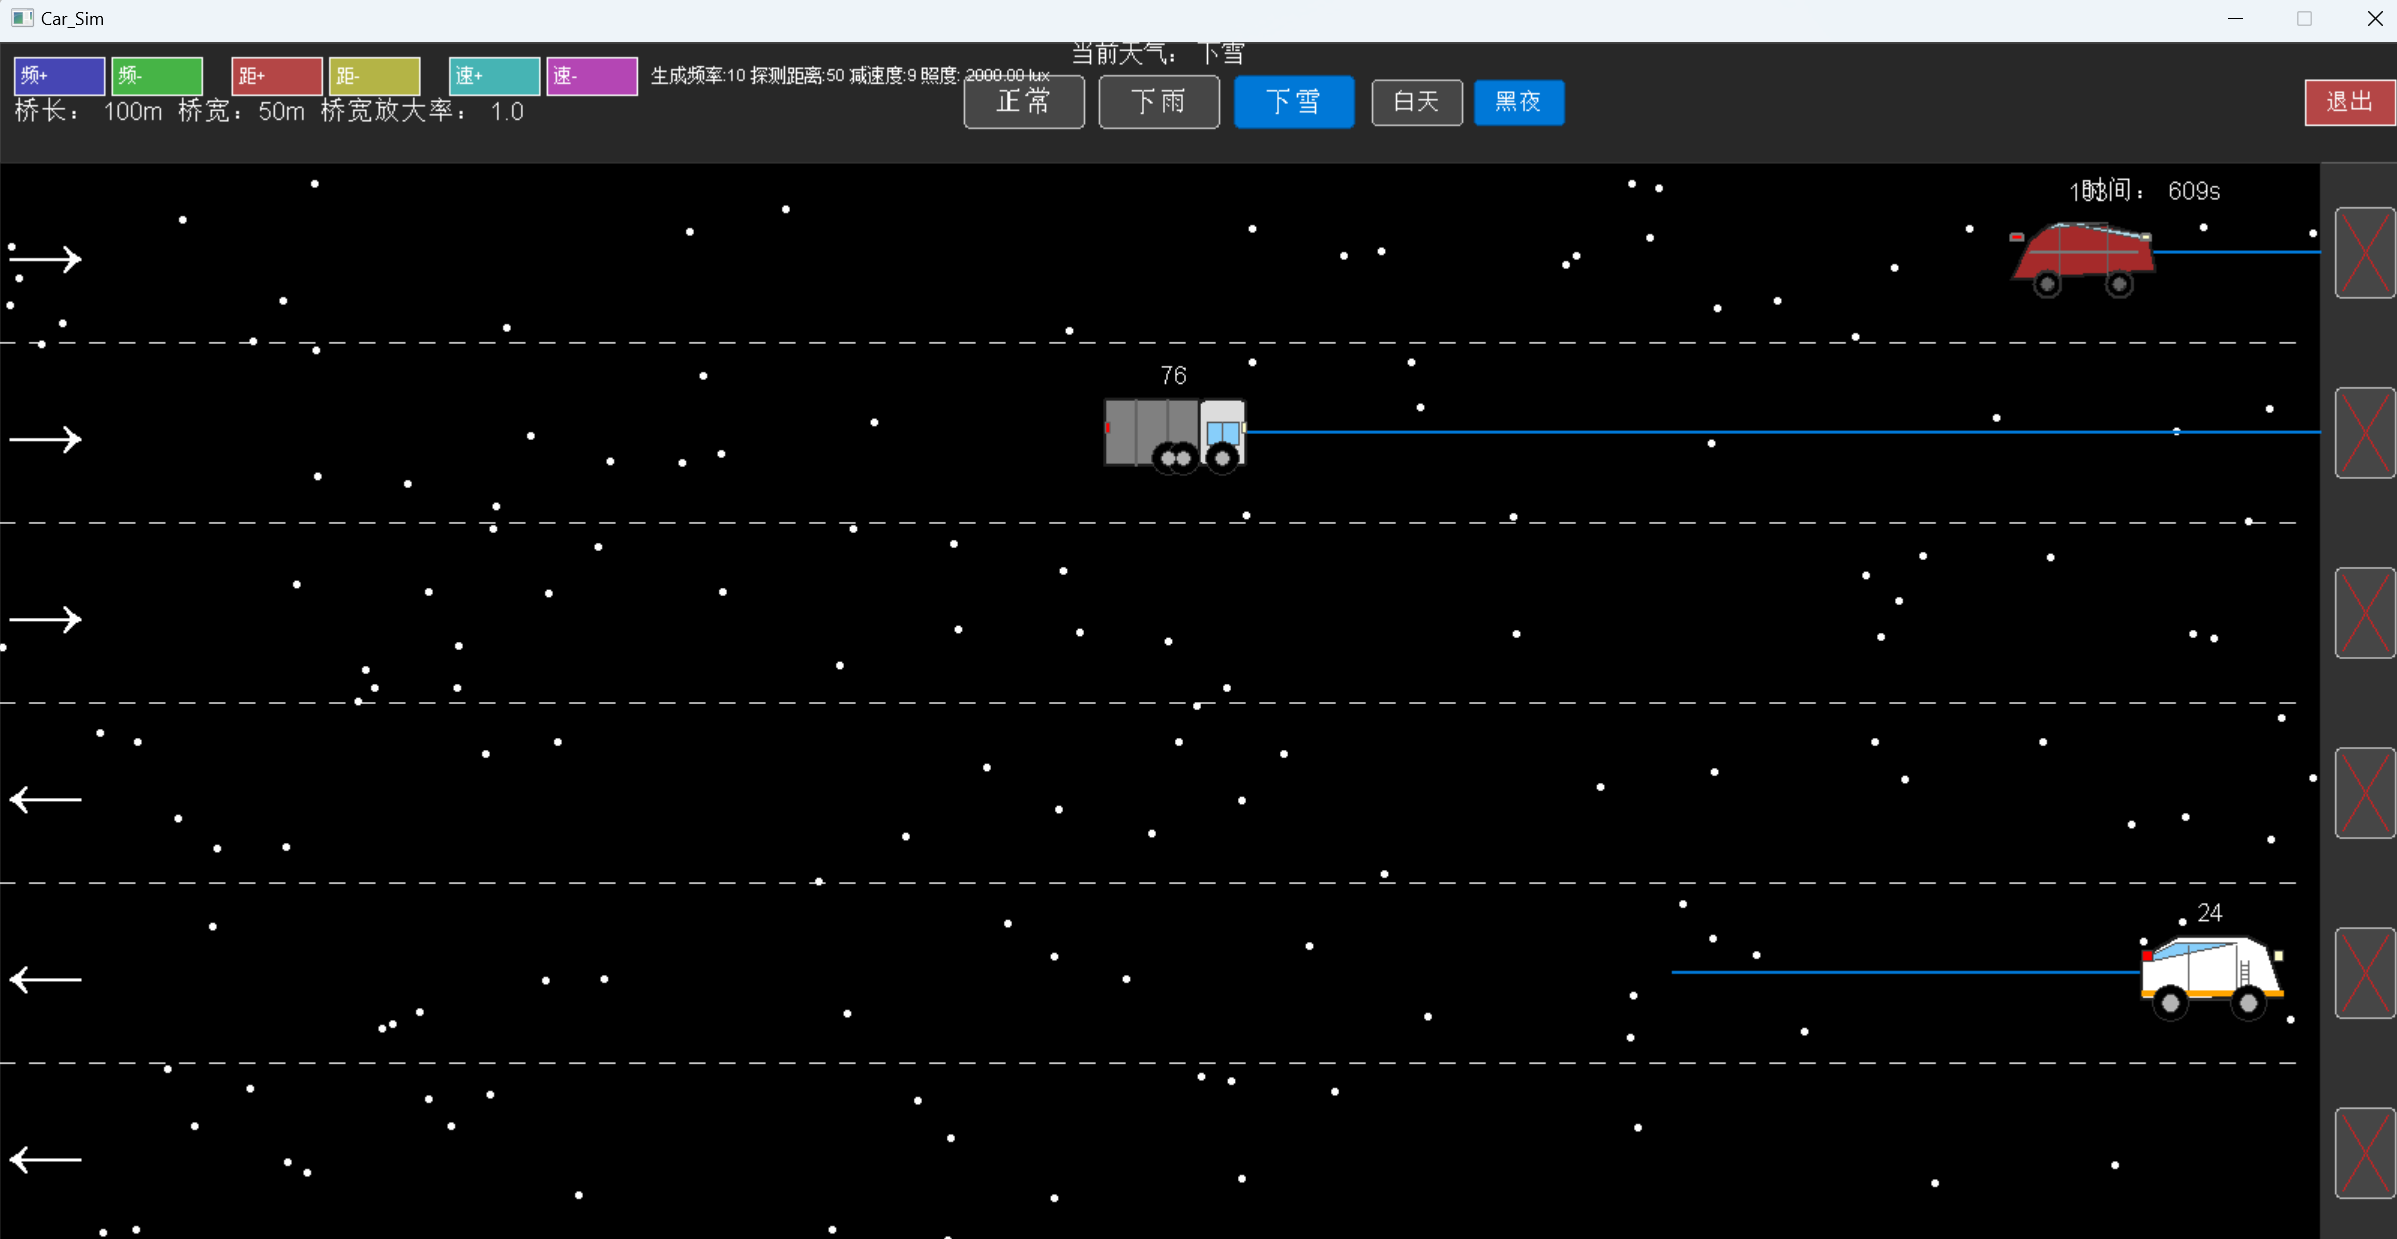 Car_Sim
当前天气： 下雪
频+ 频- 距+ 距- 速+ 速- 生成频率:10 探测距离:50 减速度:9 照度: 2000.00 lux
正常 下雨 下雪 白天 黑夜 退出
桥长： 100m 桥宽：50m 桥宽放大率： 1.0
时间： 609s
76
24